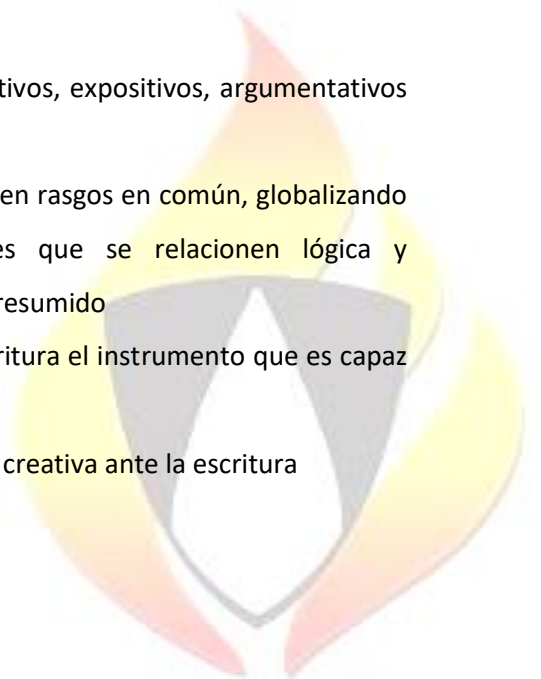 tivos, expositivos, argumentativos
en rasgos en común, globalizando
es que se relacionen lógica y
resumido
ritura el instrumento que es capaz
creativa ante la escritura